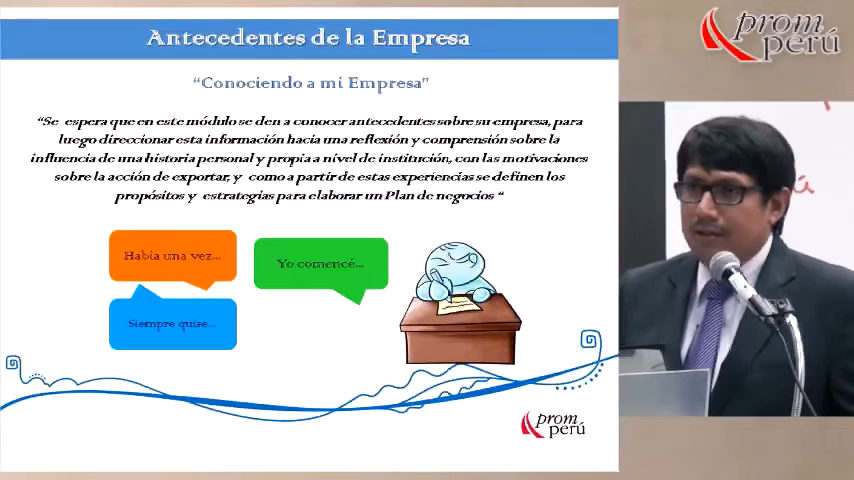 Antecedentes de la Empresa
“Conociendo a mi Empresa”
“Se espera que en este módulo se den a conocer antecedentes sobre su empresa, para
luego direccionar esta información hacia una reflexión y comprensión sobre la
influencia de una historia personal y propia a nivel de institución, con las motivaciones
sobre la acción de exportar, y como a partir de estas experiencias se definen los
propósitos y estrategias para elaborar un Plan de negocios “
Había una vez...
Yo comencé...
Siempre quise...
prom
perú
prom
perú